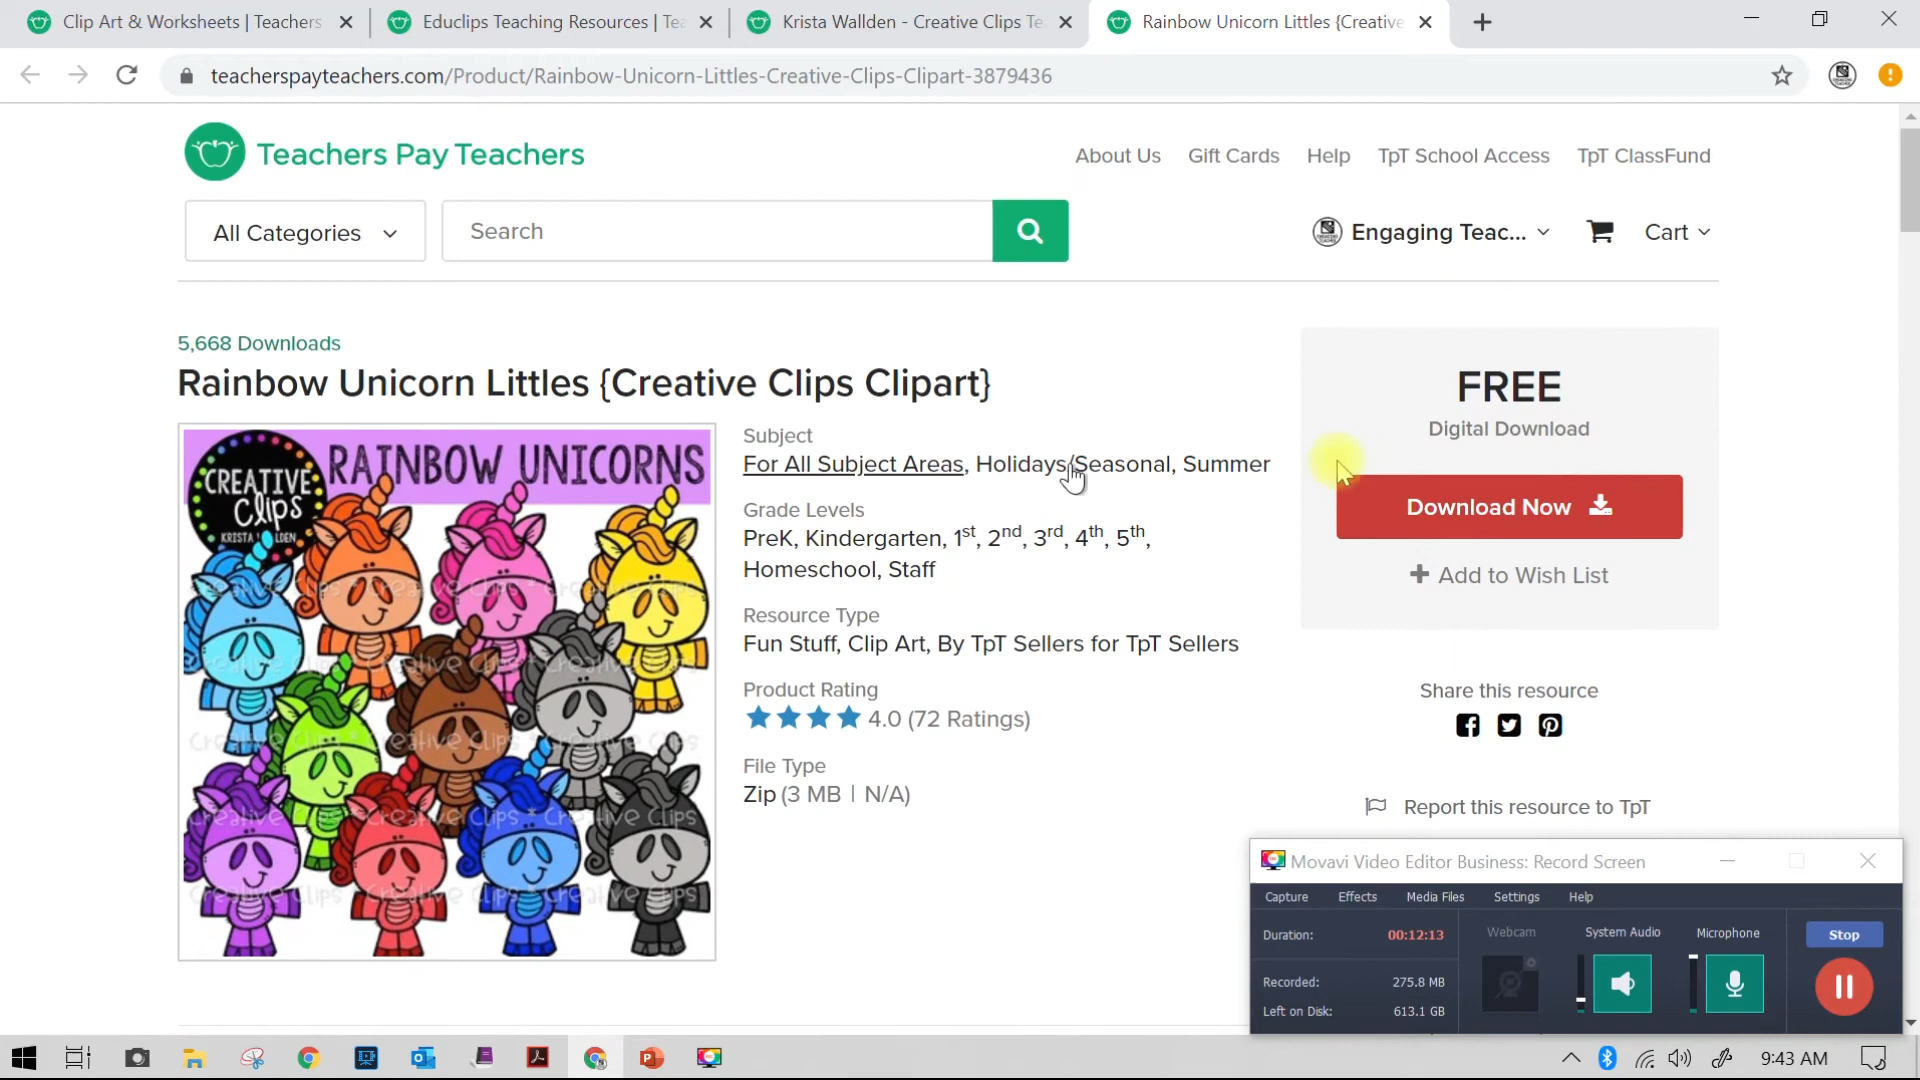 Clip Art & Worksheets | Teachers
Educlips Teaching Resources | Tea
Krista Wallden - Creative Clips Te
Rainbow Unicorn Littles {Creative
teacherspayteachers.com/Product/Rainbow-Unicorn-Littles-Creative-Clips-Clipart-3879436
Teachers Pay Teachers
About Us Gift Cards Help TpT School Access TpT ClassFund
All Categories Search Engaging Teac... Cart
5,668 Downloads
Rainbow Unicorn Littles {Creative Clips Clipart}
CREATIVE Clips
RAINBOW UNICORNS
Creative Clips * Creative Clips * Creative Clips
Subject
For All Subject Areas, Holidays/Seasonal, Summer
Grade Levels
PreK, Kindergarten, 1st, 2nd, 3rd, 4th, 5th,
Homeschool, Staff
Resource Type
Fun Stuff, Clip Art, By TpT Sellers for TpT Sellers
Product Rating
4.0 (72 Ratings)
File Type
Zip (3 MB | N/A)
FREE
Digital Download
Download Now
+ Add to Wish List
Share this resource
Report this resource to TpT
Movavi Video Editor Business: Record Screen
Capture Effects Media Files Settings Help
Duration: 00:12:13
Webcam System Audio Microphone
Stop
Recorded: 275.8 MB
Left on Disk: 613.1 GB
9:43 AM